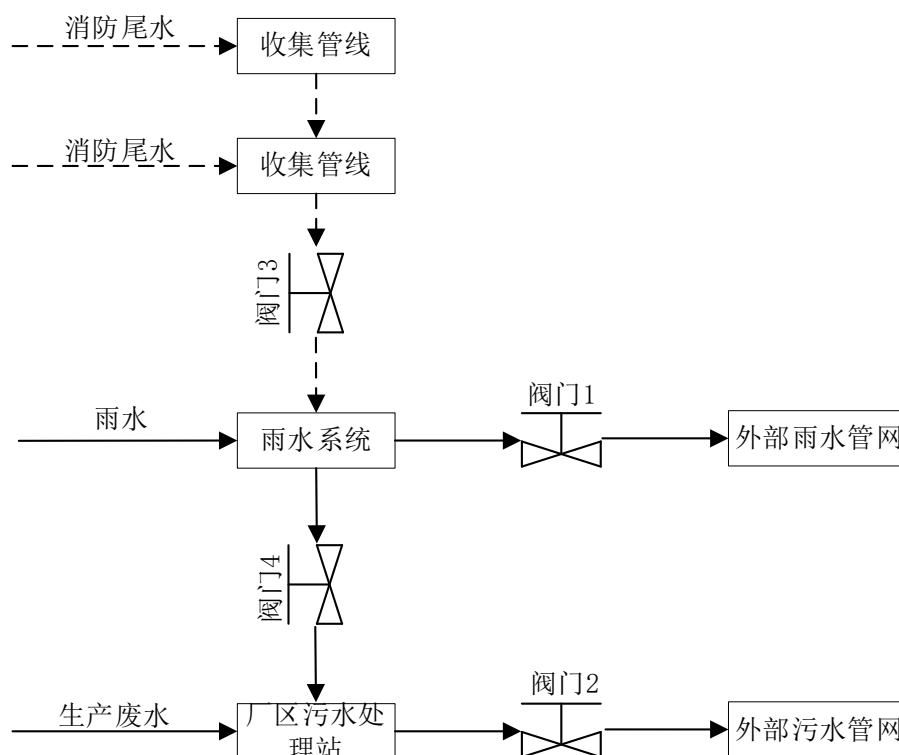 消防尾水
收集管线
消防尾水
收集管线
阀门3
阀门1
雨水
雨水系统
外部雨水管网
阀门4
阀门2
生产废水
厂区污水处
理站
外部污水管网